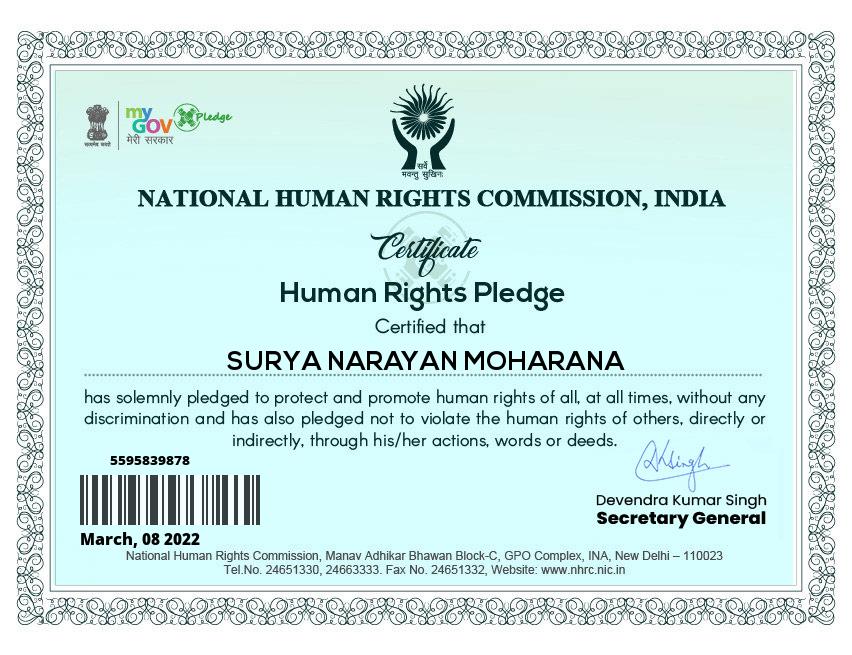 सत्यमेव जयते
my
GOV
मेरी सरकार
Pledge
सर्वे
भवन्तु सुखिनः
NATIONAL HUMAN RIGHTS COMMISSION, INDIA
Certificate
Human Rights Pledge
Certified that
SURYA NARAYAN MOHARANA
has solemnly pledged to protect and promote human rights of all, at all times, without any
discrimination and has also pledged not to violate the human rights of others, directly or
indirectly, through his/her actions, words or deeds.
5595839878
DKSingh
Devendra Kumar Singh
Secretary General
March, 08 2022
National Human Rights Commission, Manav Adhikar Bhawan Block-C, GPO Complex, INA, New Delhi – 110023
Tel.No. 24651330, 24663333. Fax No. 24651332, Website: www.nhrc.nic.in